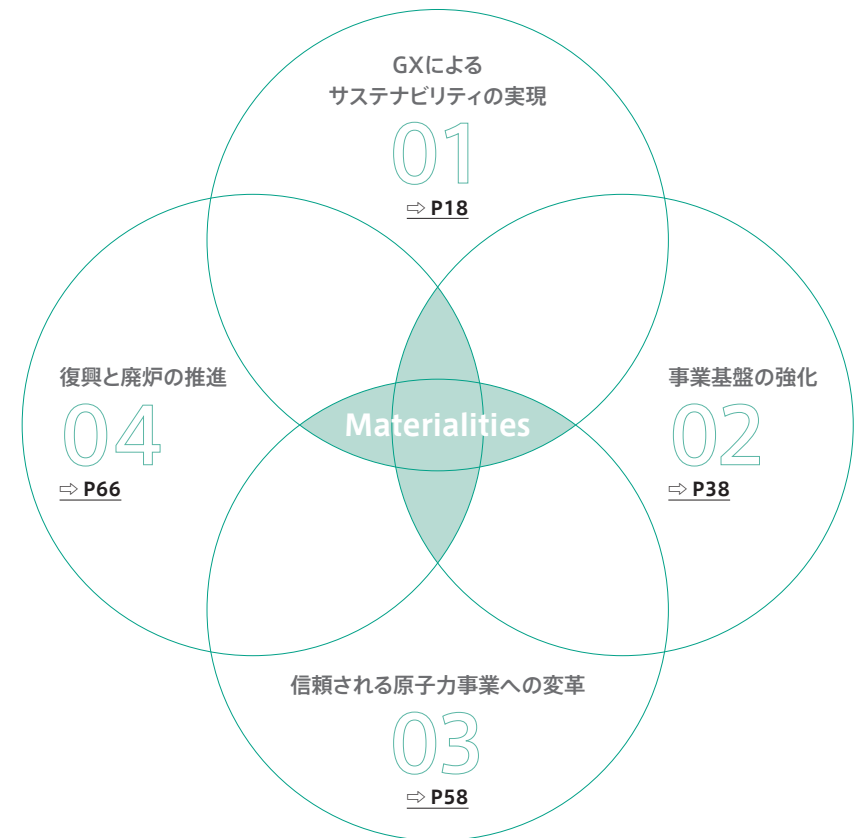 GXによる
サステナビリティの実現
01
⇨ P18
復興と廃炉の推進
04
⇨ P66
Materialities
事業基盤の強化
02
⇨ P38
信頼される原子力事業への変革
03
⇨ P58